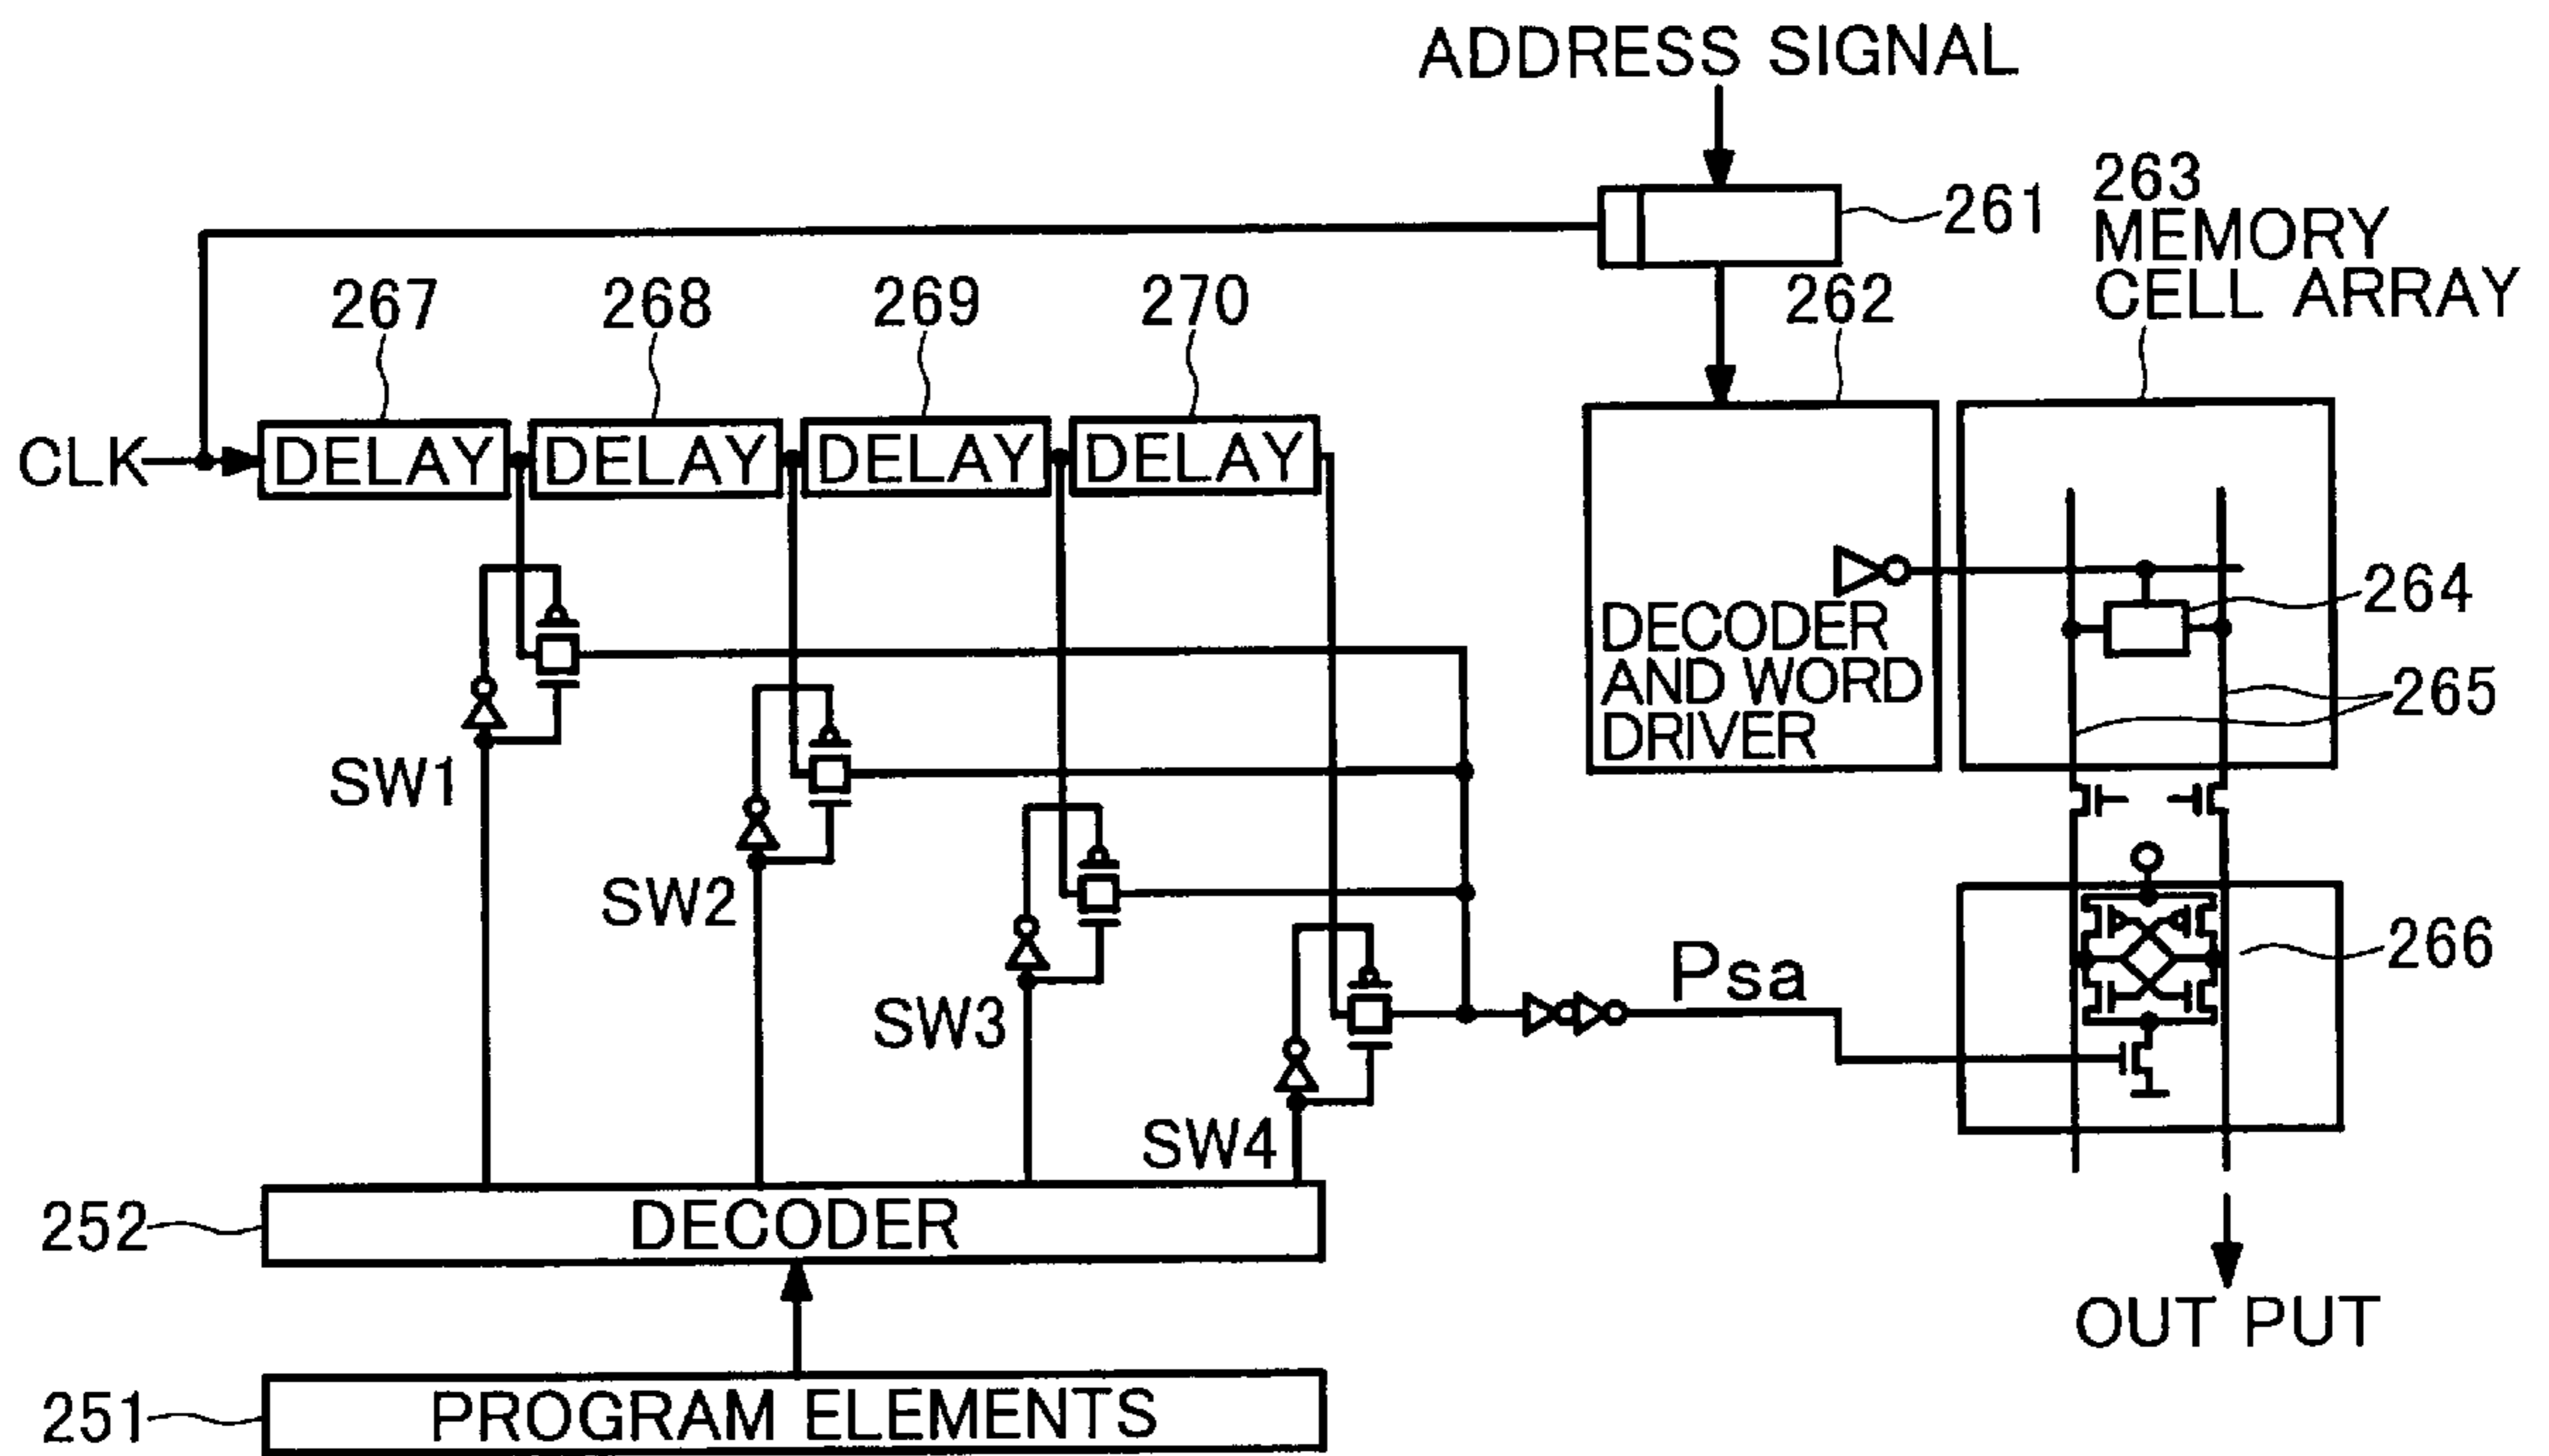 ADDRESS SIGNAL
261
263
MEMORY
CELL ARRAY
262
267
268
269
270
CLK
DELAY
DELAY
DELAY
DELAY
264
DECODER
AND WORD
DRIVER
265
SW1
SW2
SW3
SW4
Psa
266
252
DECODER
OUT PUT
251
PROGRAM ELEMENTS